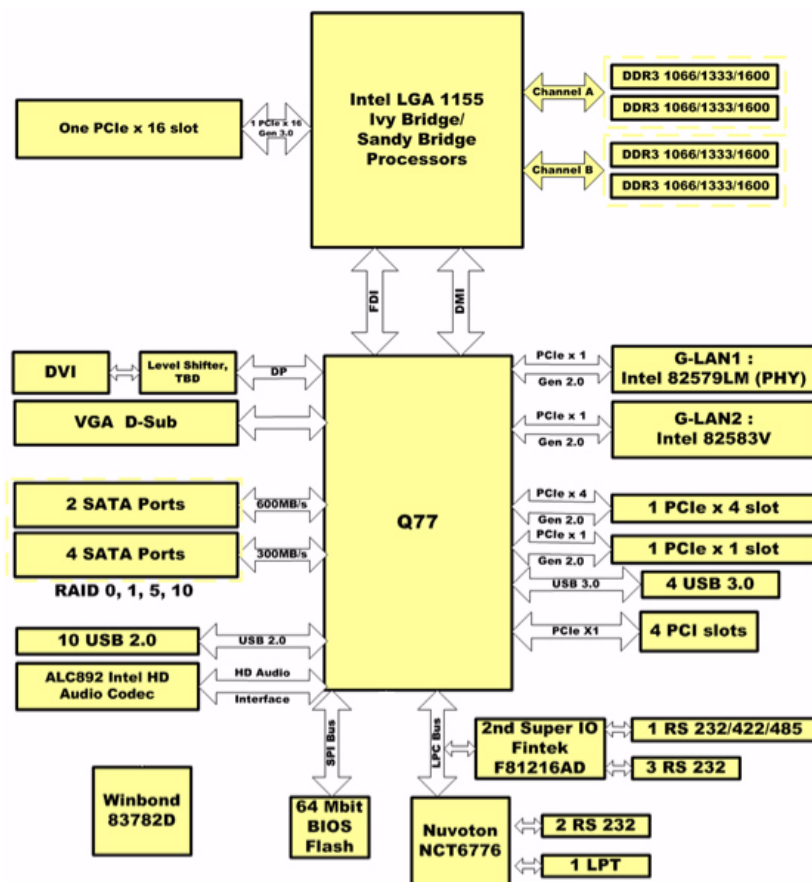 Intel LGA 1155
Ivy Bridge/
Sandy Bridge
Processors
One PCIe x 16 slot
1 PCIe x 16
Gen 3.0
Channel A
DDR3 1066/1333/1600
DDR3 1066/1333/1600
Channel B
DDR3 1066/1333/1600
DDR3 1066/1333/1600
FDI
DMI
DVI
Level Shifter,
TBD
DP
VGA D-Sub
2 SATA Ports
600MB/s
4 SATA Ports
300MB/s
RAID 0, 1, 5, 10
10 USB 2.0
USB 2.0
ALC892 Intel HD
Audio Codec
HD Audio
Interface
Q77
PCIe x 1
Gen 2.0
G-LAN1 :
Intel 82579LM (PHY)
PCIe x 1
Gen 2.0
G-LAN2 :
Intel 82583V
PCIe x 4
Gen 2.0
1 PCIe x 4 slot
PCIe x 1
Gen 2.0
1 PCIe x 1 slot
USB 3.0
4 USB 3.0
PCIe X1
4 PCI slots
SPI Bus
LPC Bus
2nd Super IO
Fintek
F81216AD
1 RS 232/422/485
3 RS 232
Winbond
83782D
64 Mbit
BIOS
Flash
Nuvoton
NCT6776
2 RS 232
1 LPT